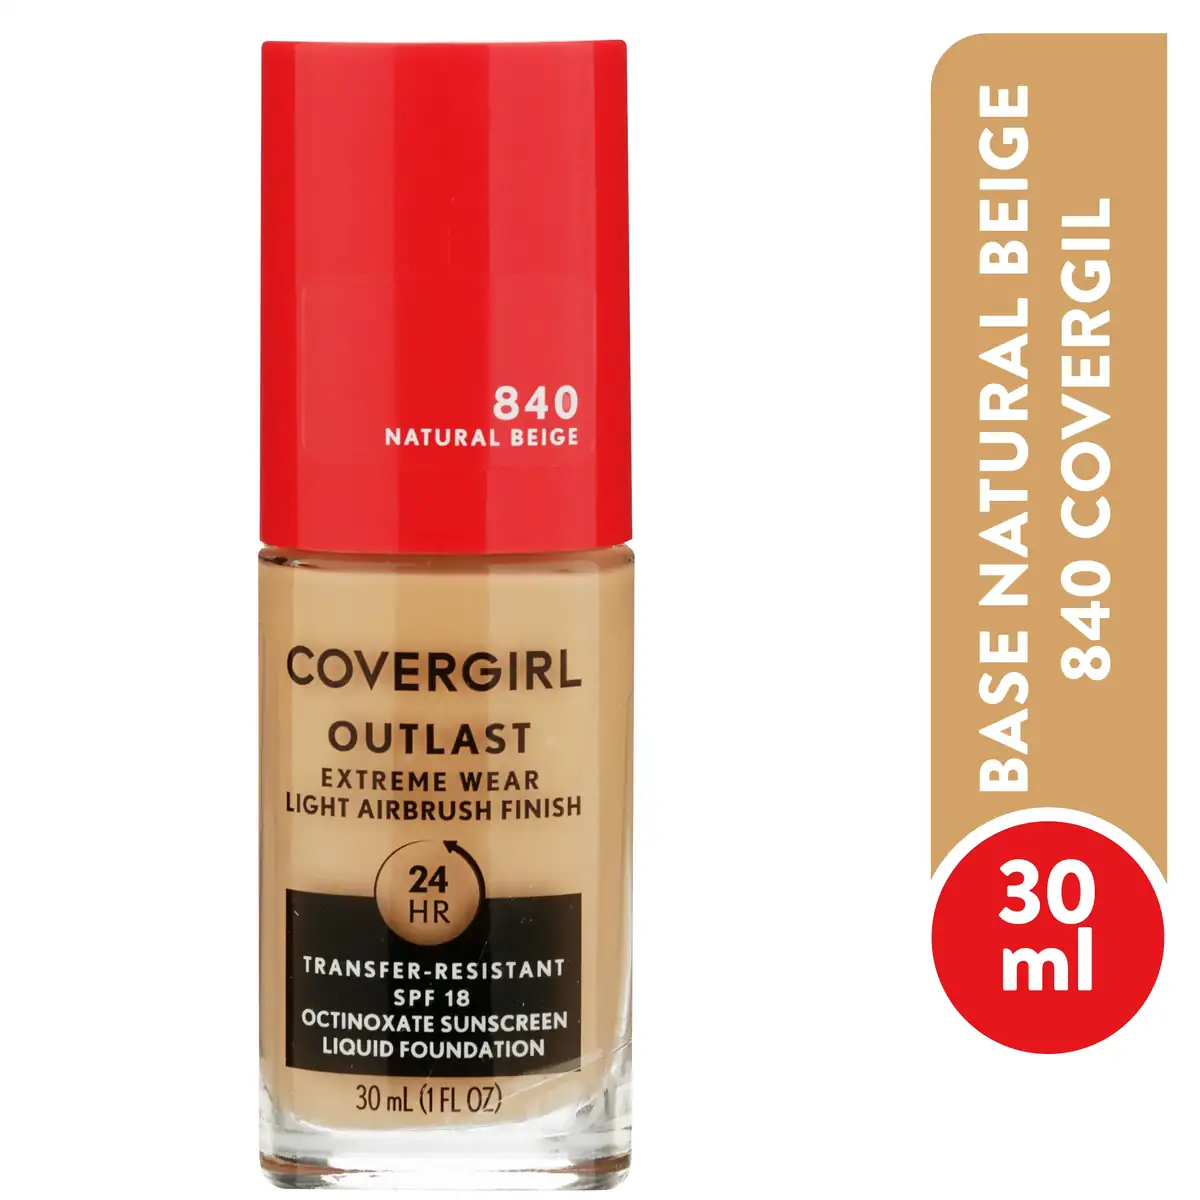 840
NATURAL BEIGE
COVERGIRL
OUTLAST
EXTREME WEAR
LIGHT AIRBRUSH FINISH
24
HR
TRANSFER-RESISTANT
SPF 18
OCTINOXATE SUNSCREEN
LIQUID FOUNDATION
30 mL (1 FL OZ)
BASE NATURAL BEIGE
840 COVERGIL
30
ml